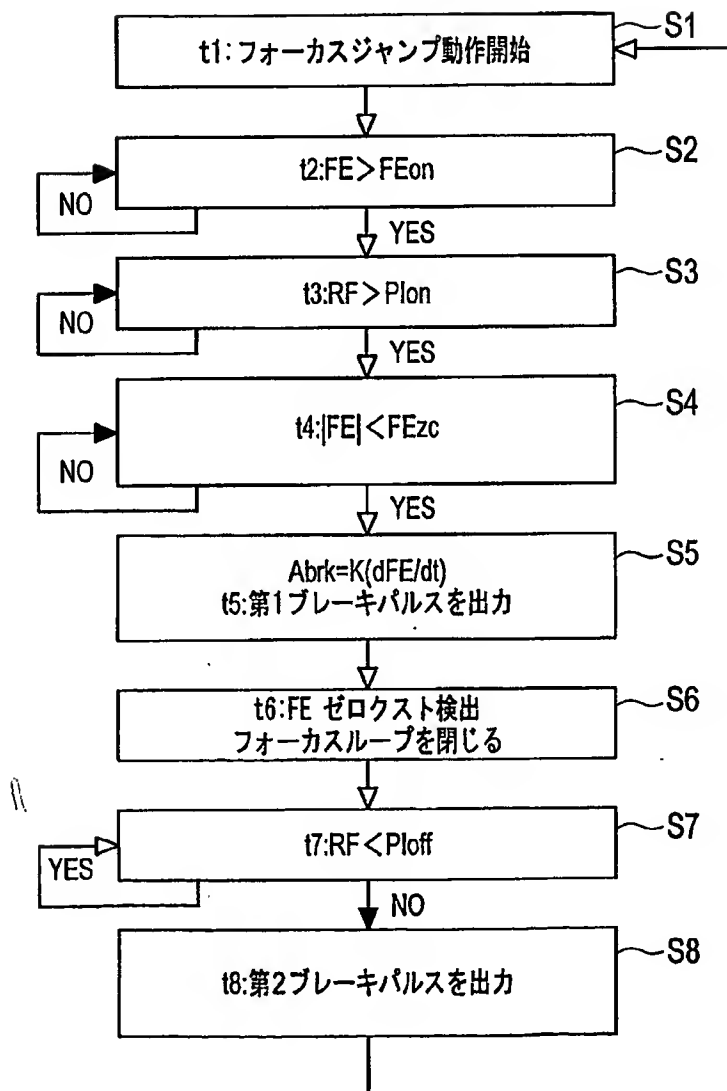 S1
t1:フォーカスジャンプ動作開始
S2
t2:FE>FEon
NO
YES
S3
t3:RF>PIon
NO
YES
S4
t4:|FE|<FEzc
NO
YES
S5
Abrk=K(dFE/dt)
t5:第1ブレーキパルスを出力
S6
t6:FE ゼロクスト検出
フォーカスループを閉じる
S7
t7:RF<PIoff
YES
NO
S8
t8:第2ブレーキパルスを出力